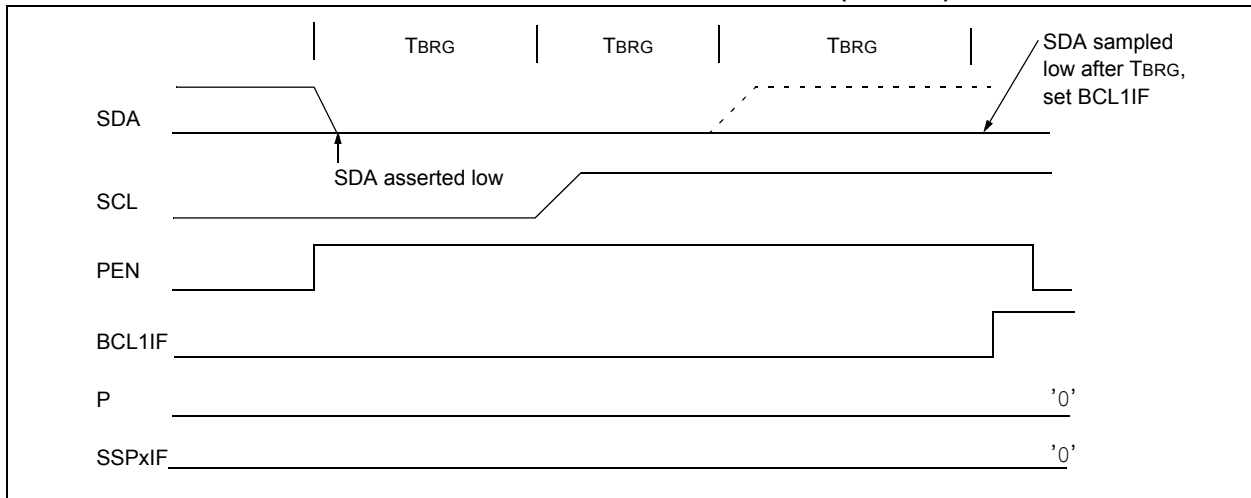 TBRG TBRG TBRG
SDA sampled
low after TBRG,
set BCL1IF
SDA
SDA asserted low
SCL
PEN
BCL1IF
P '0'
SSPxIF '0'